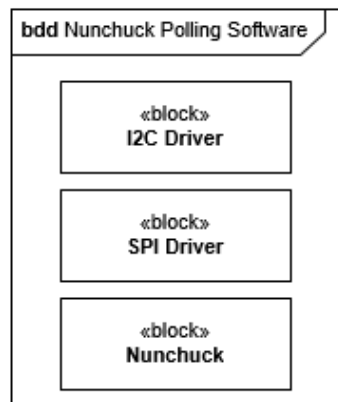 bdd Nunchuck Polling Software
«block»
I2C Driver
«block»
SPI Driver
«block»
Nunchuck